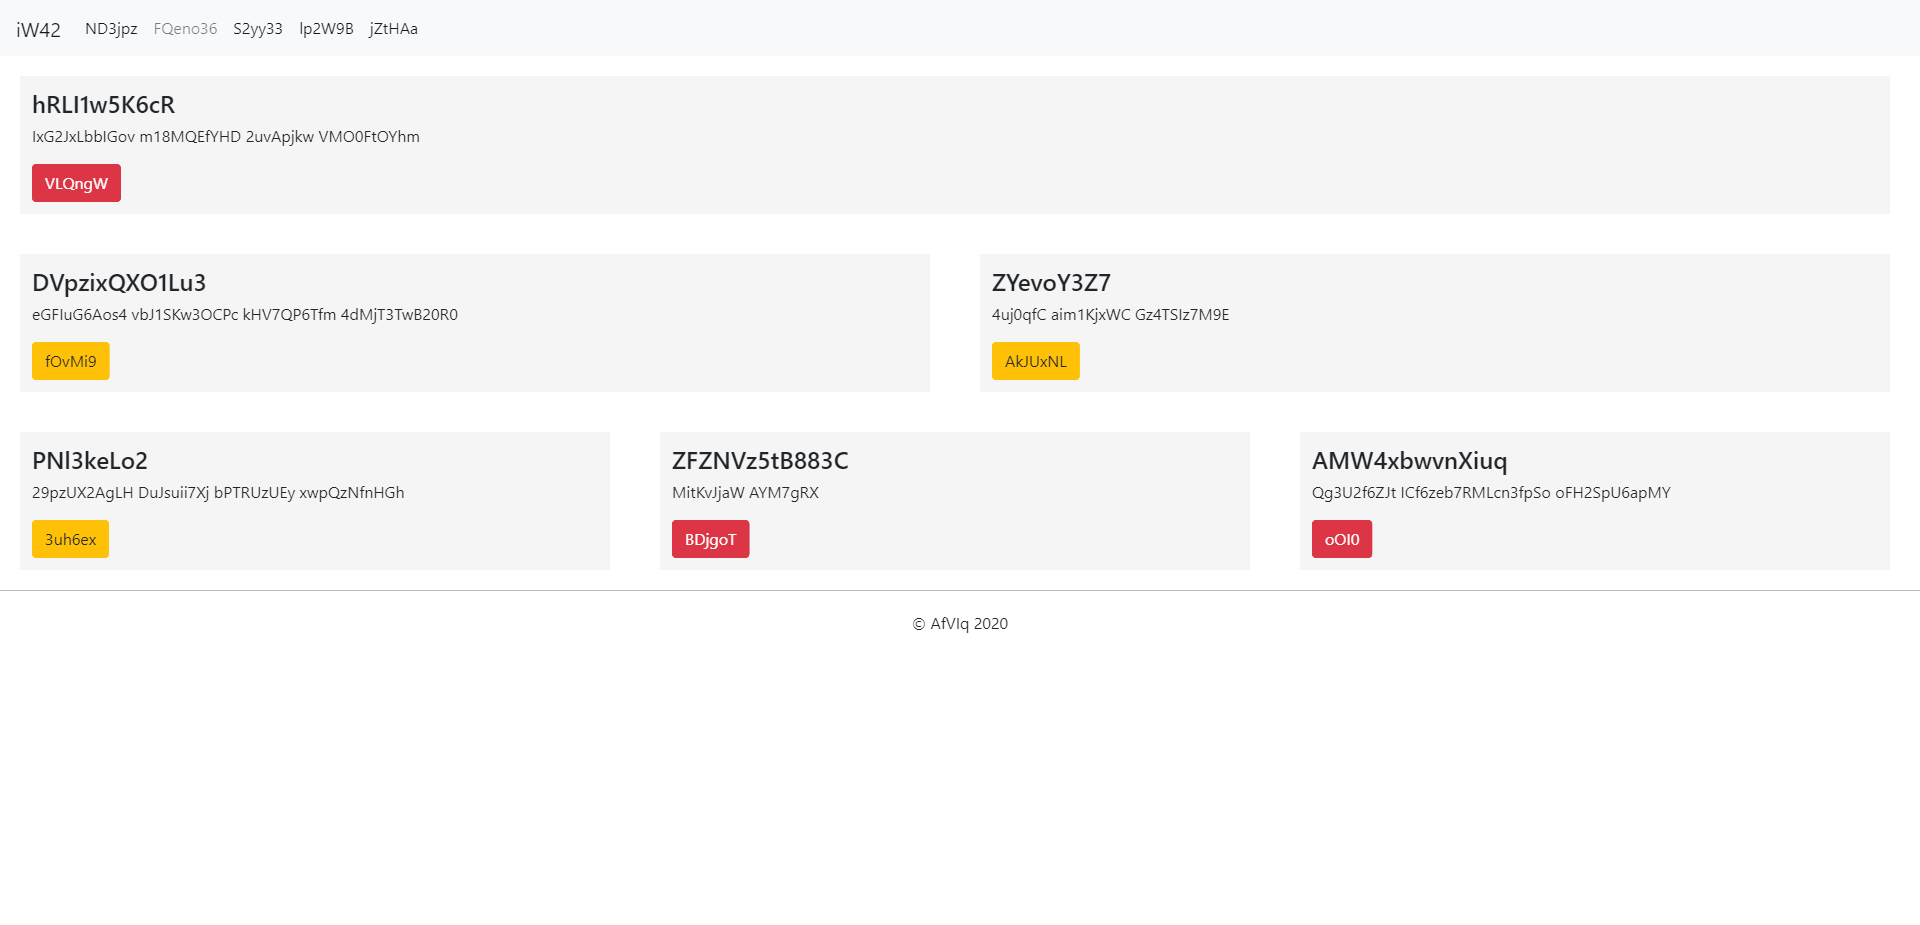 iW42 ND3jpz FQeno36 S2yy33 lp2W9B jZtHAa
hRLI1w5K6cR
IxG2JxLbbIGov m18MQEfYHD 2uvApjkw VMO0FtOYhm
VLQngW
DVpzixQXO1Lu3
eGFIuG6Aos4 vbJ1SKw3OCPc kHV7QP6Tfm 4dMjT3TwB20R0
fOvMi9
ZYevoY3Z7
4uj0qfC aim1KjxWC Gz4TSIz7M9E
AkJUxNL
PNl3keLo2
29pzUX2AgLH DuJsuii7Xj bPTRUzUEy xwpQzNfnHGh
3uh6ex
ZFZNVz5tB883C
MitKvJjaW AYM7gRX
BDjgoT
AMW4xbwvnXiuq
Qg3U2f6ZJt ICf6zeb7RMLcn3fpSo oFH2SpU6apMY
oOI0
© AfVIq 2020